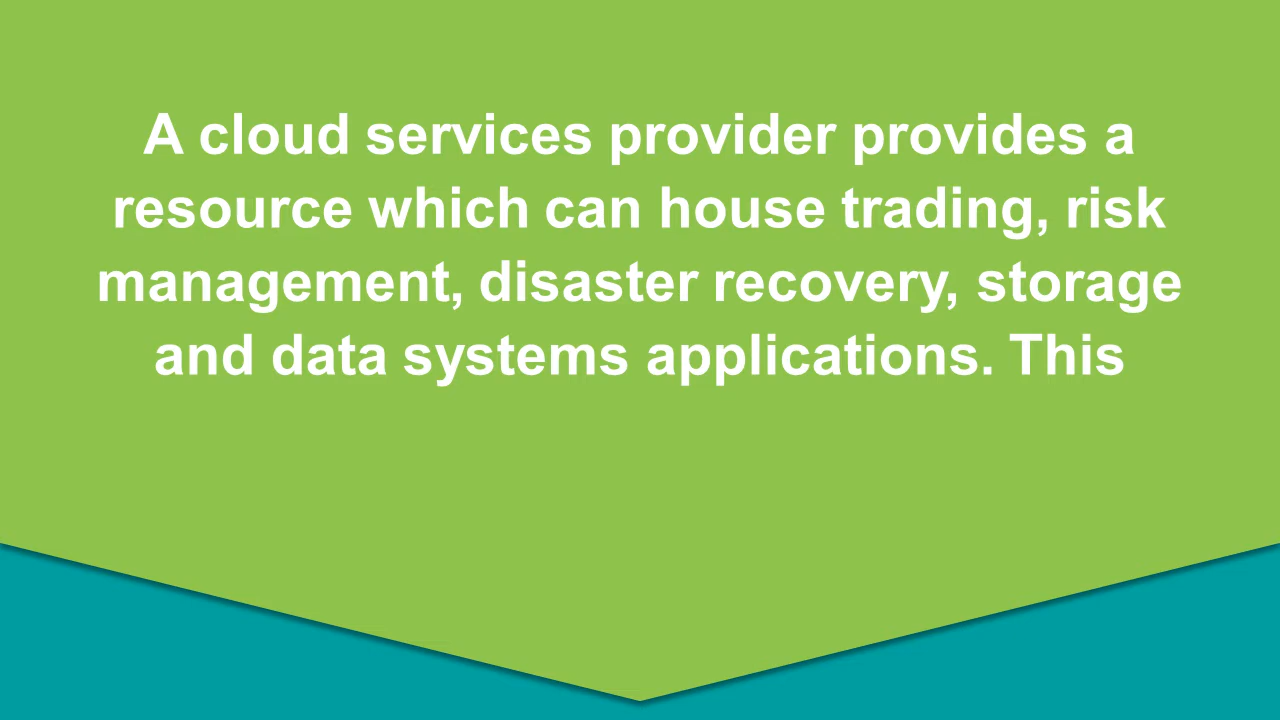 A cloud services provider provides a
resource which can house trading, risk
management, disaster recovery, storage
and data systems applications. This